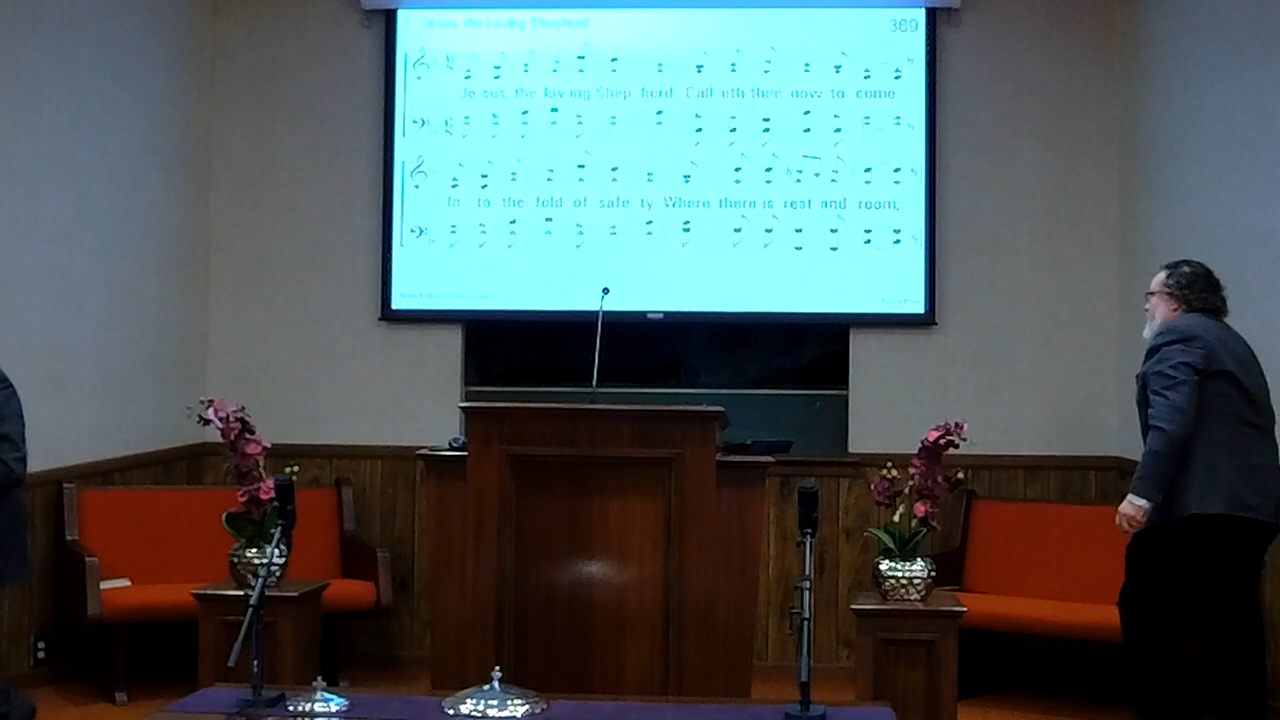 Jesus, the Loving Shepherd
369
Je sus, the lov ing Shep herd Call eth thee now to come
In to the fold of safe ty Where there is rest and room;